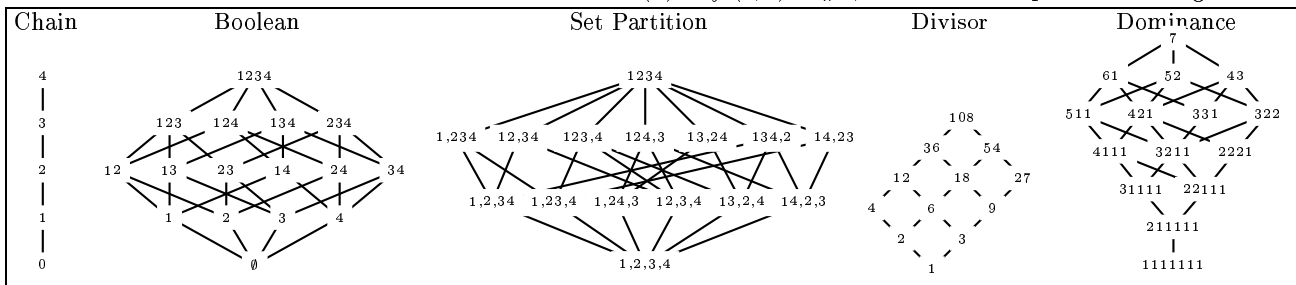 Chain Boolean Set Partition Divisor Dominance
7
4 1234 1234 61 52 43
3 123 124 134 234 1,234 12,34 123,4 124,3 13,24 134,2 14,23 108 511 421 331 322
36 54 4111 3211 2221
2 12 13 23 14 24 34 12 18 27
31111 22111
1 1 2 3 4 1,2,34 1,23,4 1,24,3 12,3,4 13,2,4 14,2,3 4 6 9
211111
2 3
0 ∅ 1,2,3,4 1 1111111